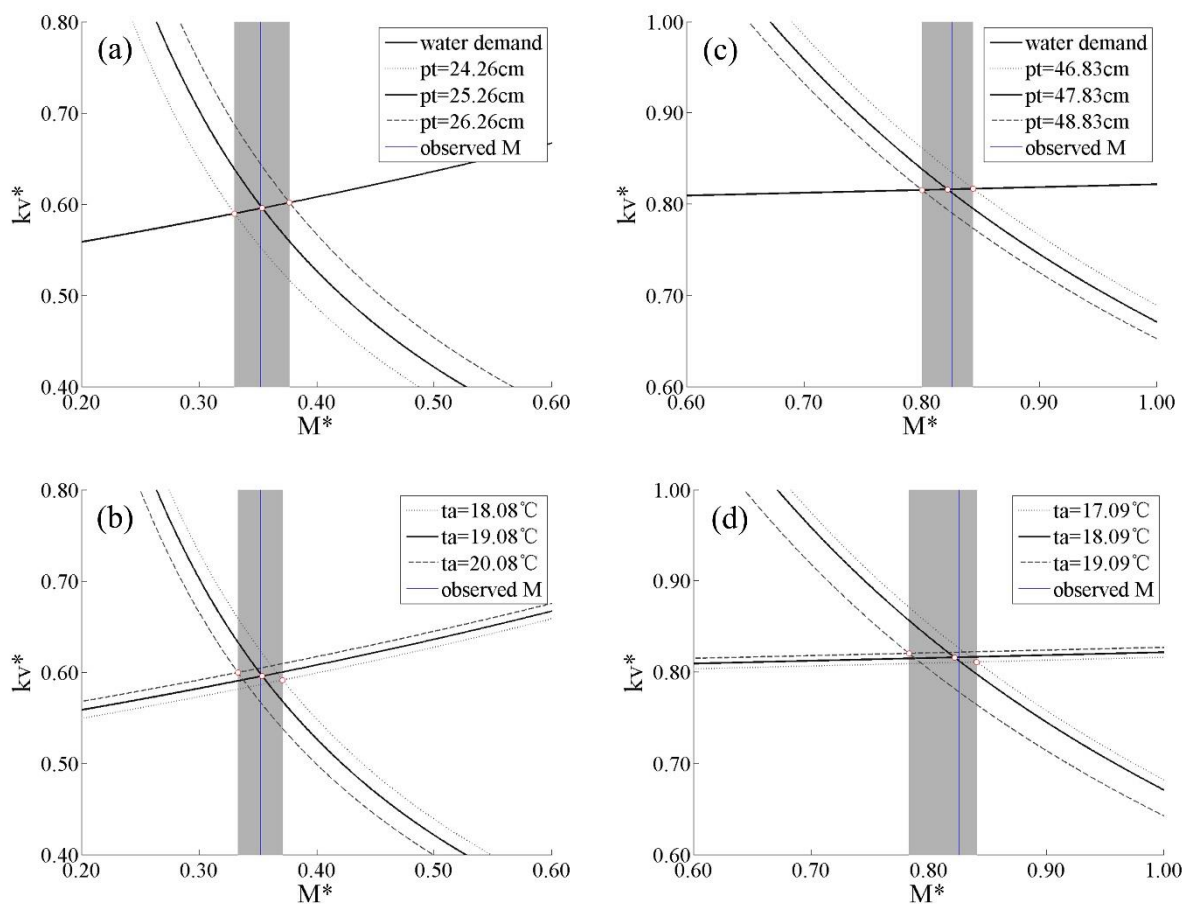 (a)
0.80
0.70
0.60
0.50
0.40
kv*
0.20
0.30
0.40
0.50
0.60
M*
water demand
pt=24.26cm
pt=25.26cm
pt=26.26cm
observed M
(c)
1.00
0.90
0.80
0.70
0.60
kv*
0.60
0.70
0.80
0.90
1.00
M*
water demand
pt=46.83cm
pt=47.83cm
pt=48.83cm
observed M
(b)
0.80
0.70
0.60
0.50
0.40
kv*
0.20
0.30
0.40
0.50
0.60
M*
ta=18.08℃
ta=19.08℃
ta=20.08℃
observed M
(d)
1.00
0.90
0.80
0.70
0.60
kv*
0.60
0.70
0.80
0.90
1.00
M*
ta=17.09℃
ta=18.09℃
ta=19.09℃
observed M